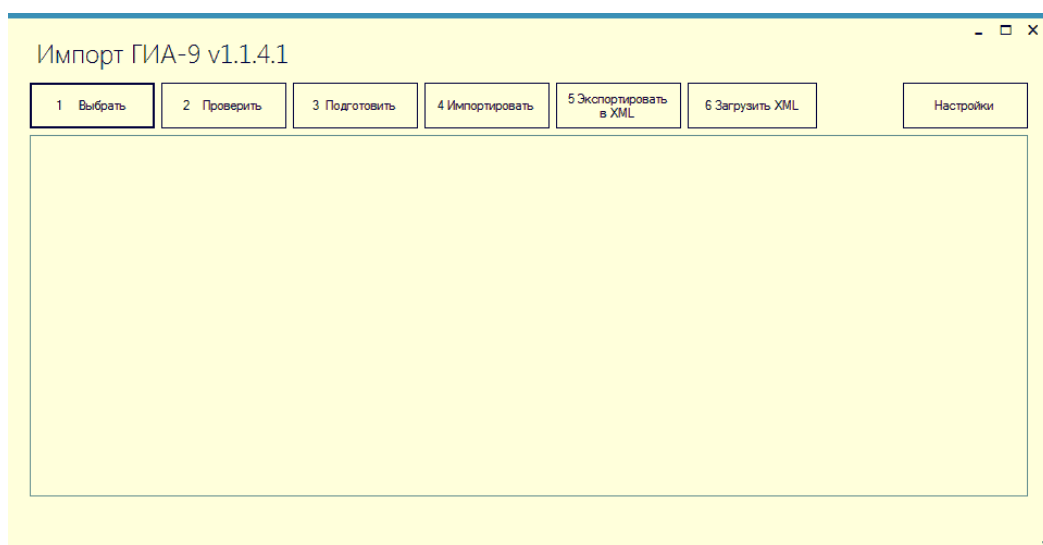 Импорт ГИА-9 v1.1.4.1
1 Выбрать
2 Проверить
3 Подготовить
4 Импортировать
5 Экспортировать
в XML
6 Загрузить XML
Настройки